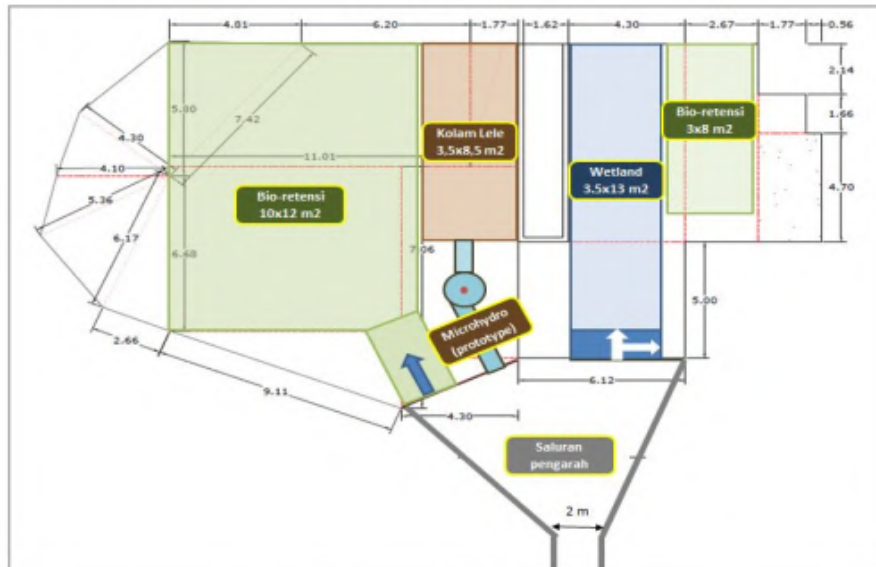 4.81 6.20 1.77 1.62 4.30 2.67 1.77 0.56
5.30
7.42
2.14
1.66
4.30
Kolam Lele
3,5x8,5 m2
Bio-retensi
3x8 m2
11.01
4.10
Wetland
3.5x13 m2
4.70
5.36
Bio-retensi
10x12 m2
6.17
6.68
7.06
5.00
Microhydro
(prototype)
2.66
9.11
6.12
4.30
Saluran
pengarah
2 m